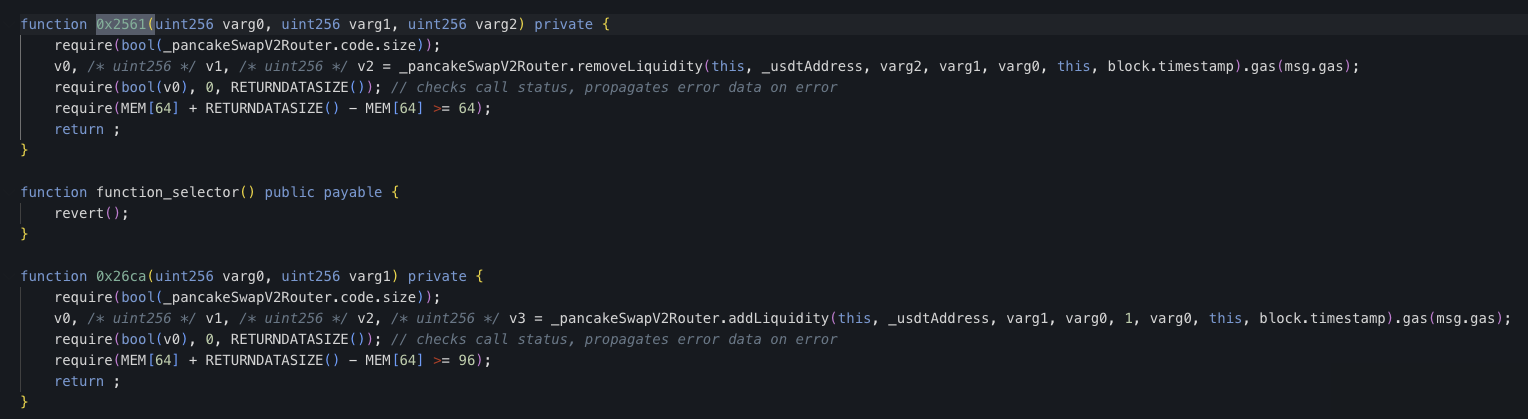 function 0x2561(uint256 varg0, uint256 varg1, uint256 varg2) private {
    require(bool(_pancakeSwapV2Router.code.size));
    v0, /* uint256 */ v1, /* uint256 */ v2 = _pancakeSwapV2Router.removeLiquidity(this, _usdtAddress, varg2, varg1, varg0, this, block.timestamp).gas(msg.gas);
    require(bool(v0), 0, RETURNDATASIZE()); // checks call status, propagates error data on error
    require(MEM[64] + RETURNDATASIZE() - MEM[64] >= 64);
    return ;
}

function function_selector() public payable {
    revert();
}

function 0x26ca(uint256 varg0, uint256 varg1) private {
    require(bool(_pancakeSwapV2Router.code.size));
    v0, /* uint256 */ v1, /* uint256 */ v2, /* uint256 */ v3 = _pancakeSwapV2Router.addLiquidity(this, _usdtAddress, varg1, varg0, 1, varg0, this, block.timestamp).gas(msg.gas);
    require(bool(v0), 0, RETURNDATASIZE()); // checks call status, propagates error data on error
    require(MEM[64] + RETURNDATASIZE() - MEM[64] >= 96);
    return ;
}